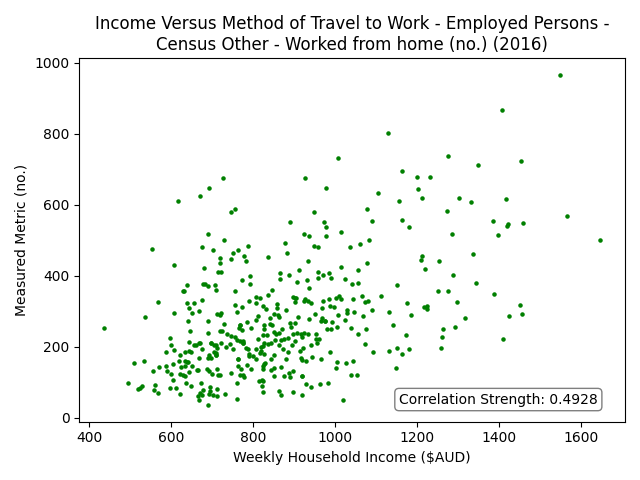 Income Versus Method of Travel to Work - Employed Persons -
Census Other - Worked from home (no.) (2016)
1000
800
600
400
200
0
Measured Metric (no.)
Correlation Strength: 0.4928
400 600 800 1000 1200 1400 1600
Weekly Household Income ($AUD)